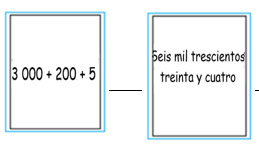 3 000 + 200 + 5
Seis mil trescientos
treinta y cuatro